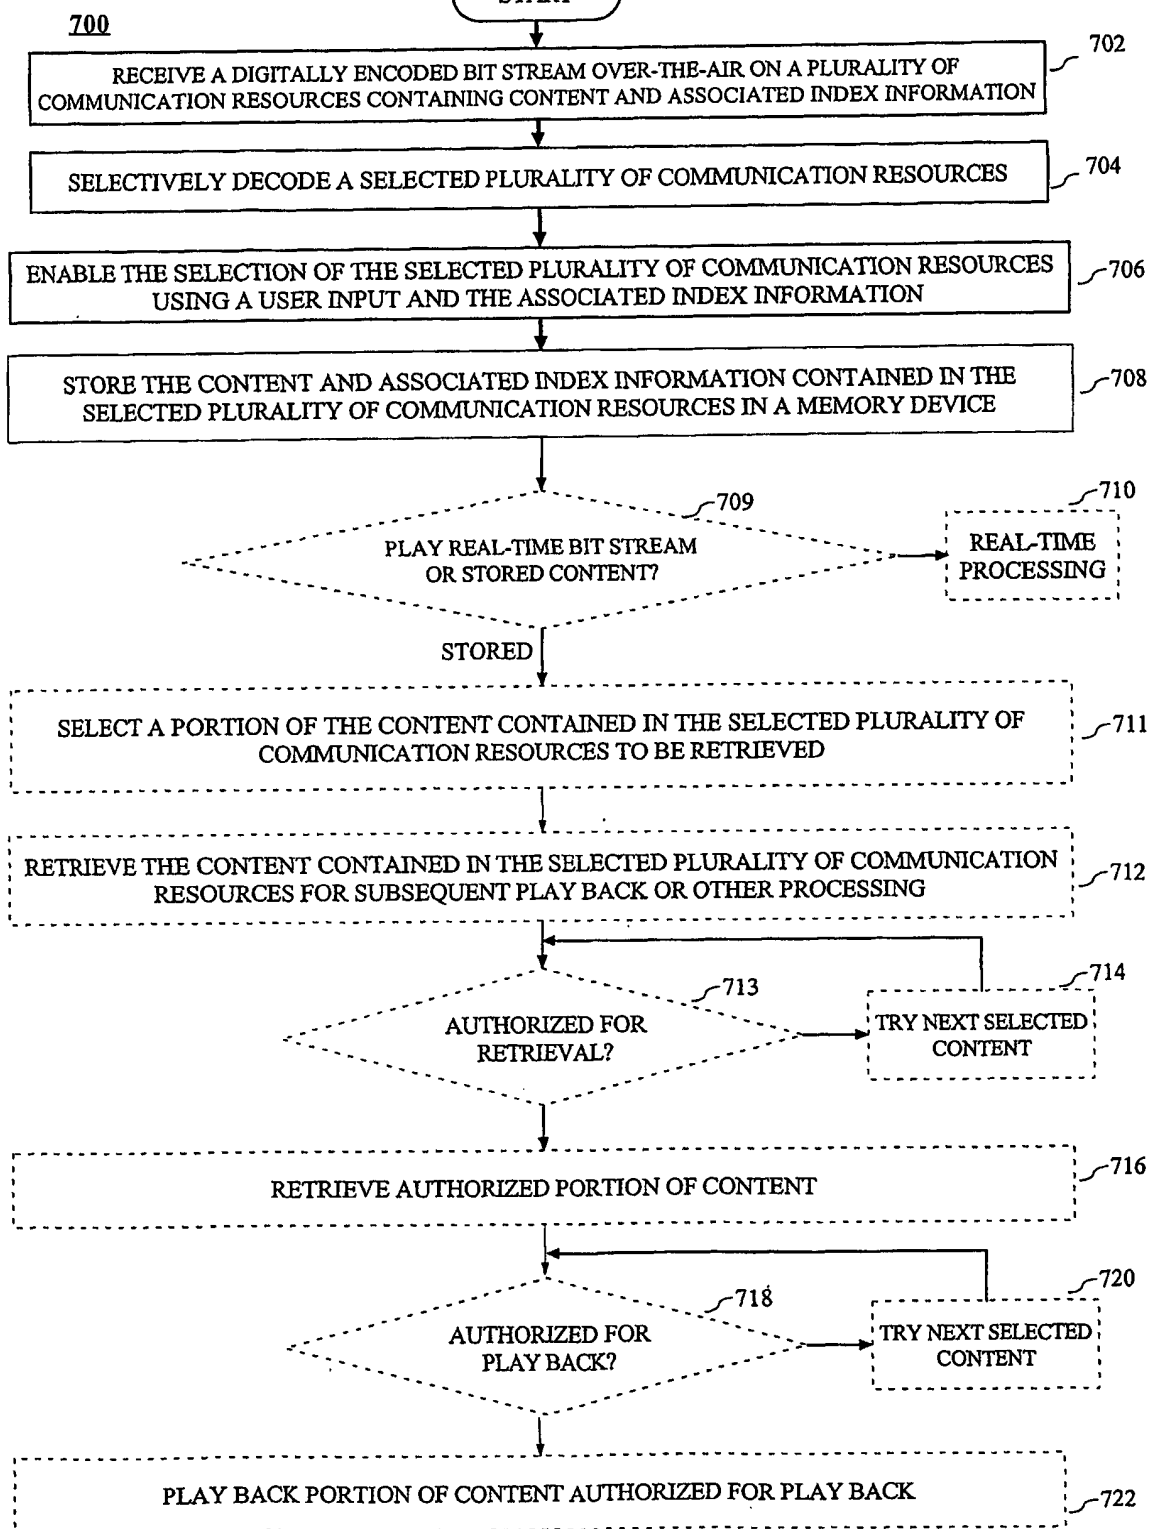 700
702
RECEIVE A DIGITALLY ENCODED BIT STREAM OVER-THE-AIR ON A PLURALITY OF
COMMUNICATION RESOURCES CONTAINING CONTENT AND ASSOCIATED INDEX INFORMATION
704
SELECTIVELY DECODE A SELECTED PLURALITY OF COMMUNICATION RESOURCES
ENABLE THE SELECTION OF THE SELECTED PLURALITY OF COMMUNICATION RESOURCES
USING A USER INPUT AND THE ASSOCIATED INDEX INFORMATION
706
STORE THE CONTENT AND ASSOCIATED INDEX INFORMATION CONTAINED IN THE
SELECTED PLURALITY OF COMMUNICATION RESOURCES IN A MEMORY DEVICE
708
709
710
PLAY REAL-TIME BIT STREAM
OR STORED CONTENT?
REAL-TIME
PROCESSING
STORED
SELECT A PORTION OF THE CONTENT CONTAINED IN THE SELECTED PLURALITY OF
COMMUNICATION RESOURCES TO BE RETRIEVED
711
RETRIEVE THE CONTENT CONTAINED IN THE SELECTED PLURALITY OF COMMUNICATION
RESOURCES FOR SUBSEQUENT PLAY BACK OR OTHER PROCESSING
712
713
714
AUTHORIZED FOR
RETRIEVAL?
TRY NEXT SELECTED
CONTENT
716
RETRIEVE AUTHORIZED PORTION OF CONTENT
718
720
AUTHORIZED FOR
PLAY BACK?
TRY NEXT SELECTED
CONTENT
PLAY BACK PORTION OF CONTENT AUTHORIZED FOR PLAY BACK
722